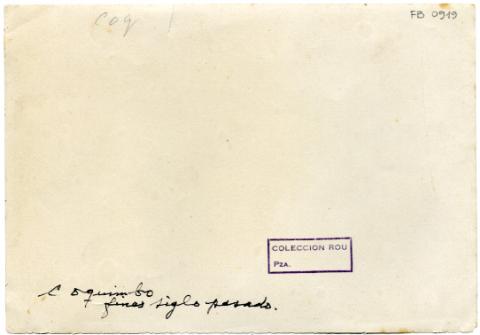 Coq.
FB 0919
COLECCION ROU
PZA.
Coquimbo
fines siglo pasado.